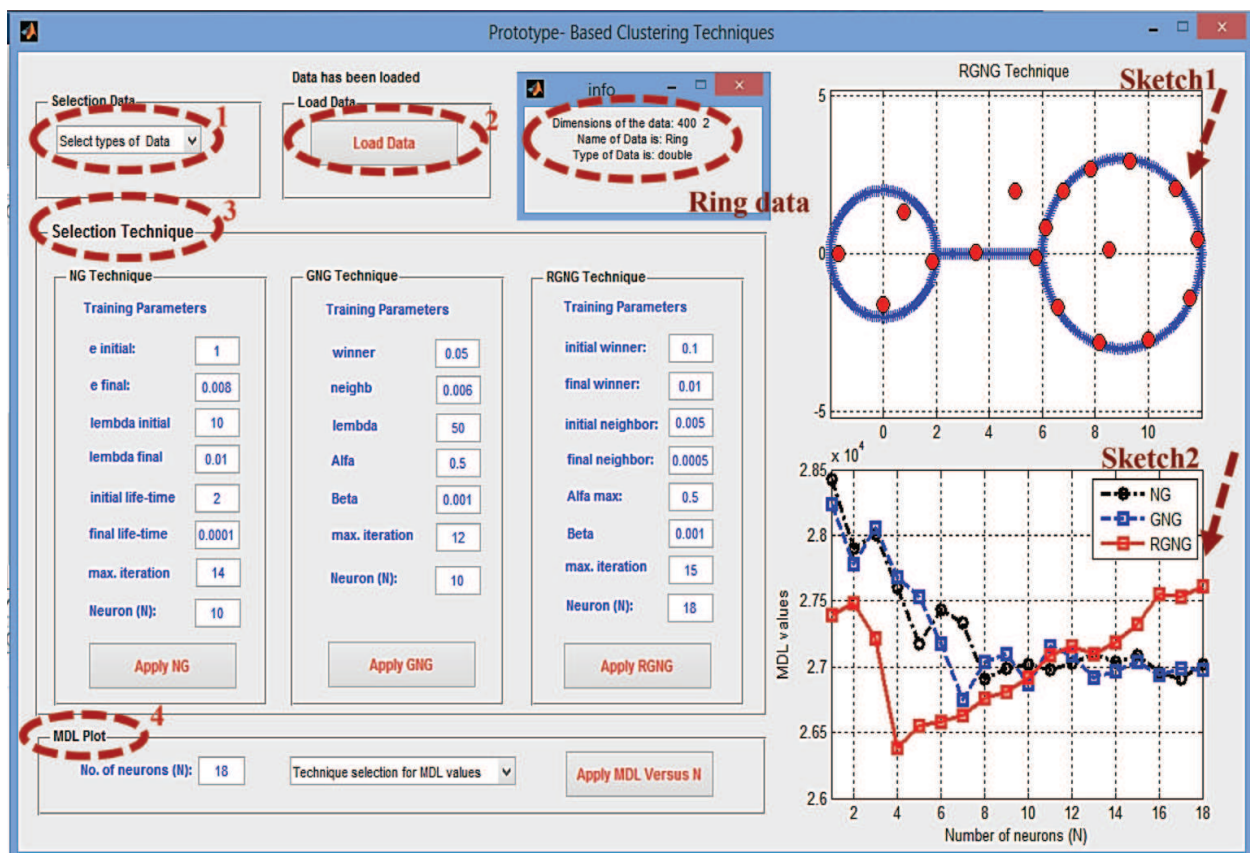 Prototype- Based Clustering Techniques
Data has been loaded
Selection Data
1
Select types of Data
Load Data
2
Load Data
info
Dimensions of the data: 400 2
Name of Data is: Ring
Type of Data is: double
Ring data
3
Selection Technique
NG Technique
Training Parameters
e initial:
1
e final:
0.008
lembda initial
10
lembda final
0.01
initial life-time
2
final life-time
0.0001
max. iteration
14
Neuron (N):
10
Apply NG
GNG Technique
Training Parameters
winner
0.05
neighb
0.006
lembda
50
Alfa
0.5
Beta
0.001
max. iteration
12
Neuron (N):
10
Apply GNG
RGNG Technique
Training Parameters
initial winner:
0.1
final winner:
0.01
initial neighbor:
0.005
final neighbor:
0.0005
Alfa max:
0.5
Beta
0.001
max. iteration
15
Neuron (N):
18
Apply RGNG
4
MDL Plot
No. of neurons (N):
18
Technique selection for MDL values
Apply MDL Versus N
RGNG Technique
Sketch1
5
0
-5
0 2 4 6 8 10
Sketch2
x 10^4
2.85
2.8
2.75
2.7
2.65
2.6
MDL values
NG
GNG
RGNG
2 4 6 8 10 12 14 16 18
Number of neurons (N)